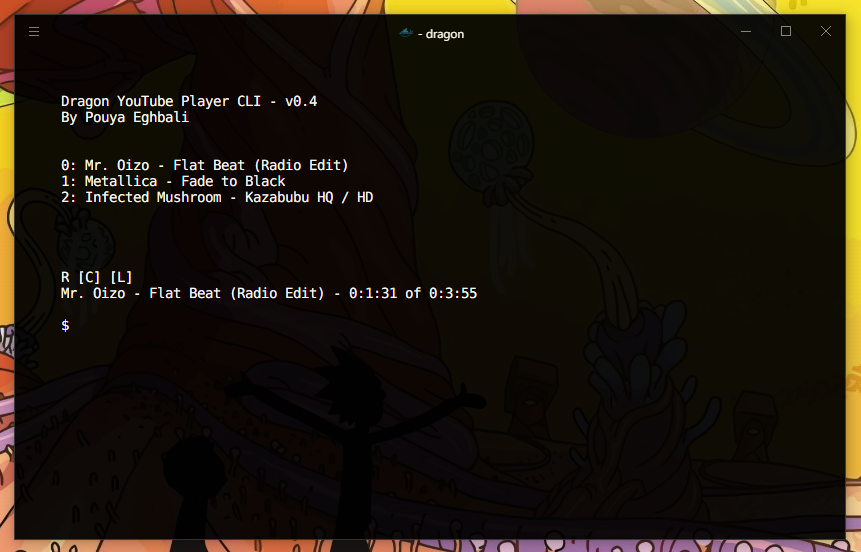 - dragon
Dragon YouTube Player CLI - v0.4
By Pouya Eghbali
0: Mr. Oizo - Flat Beat (Radio Edit)
1: Metallica - Fade to Black
2: Infected Mushroom - Kazabubu HQ / HD
R [C] [L]
Mr. Oizo - Flat Beat (Radio Edit) - 0:1:31 of 0:3:55
$